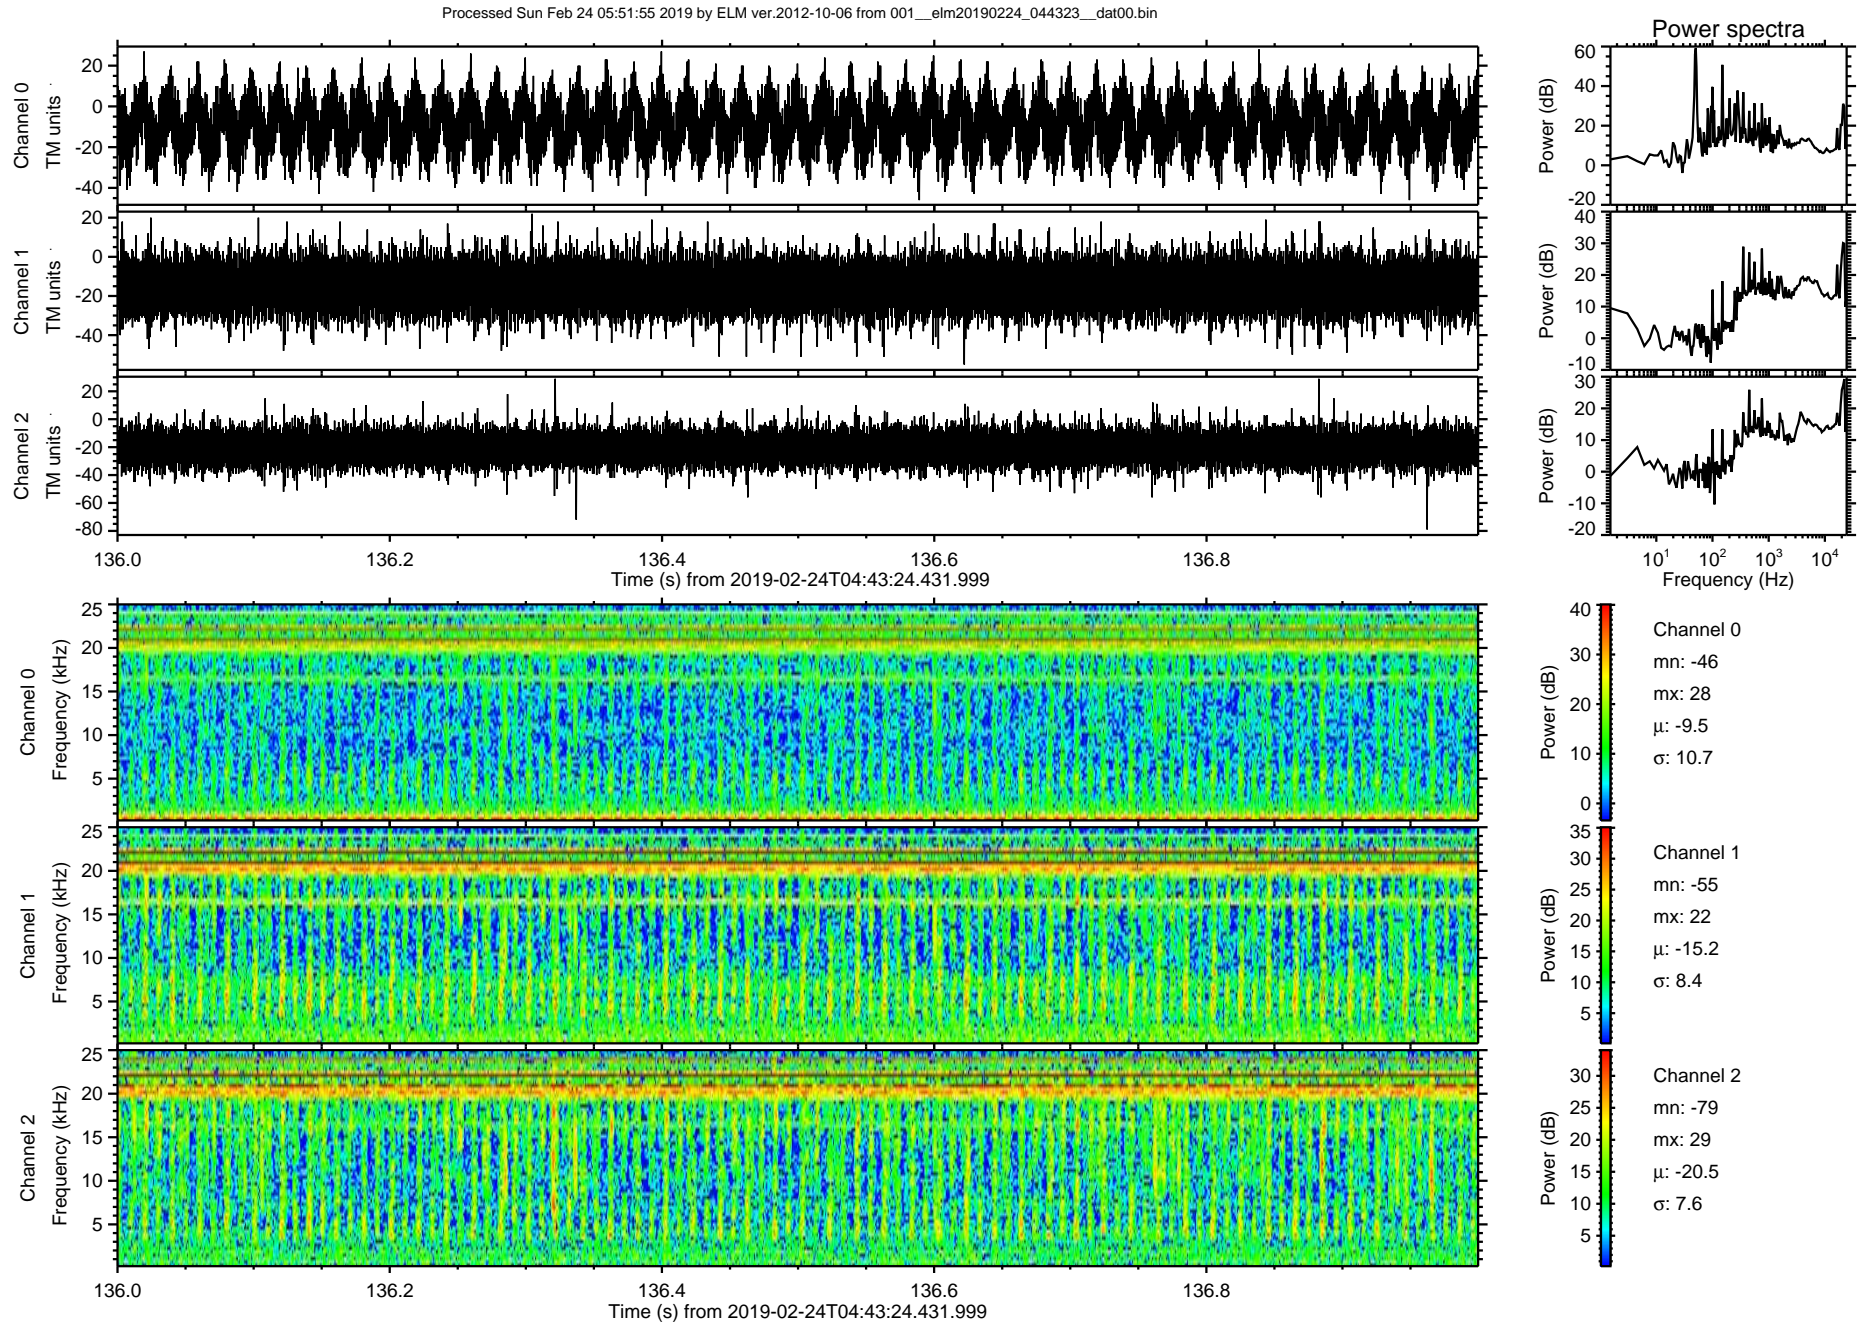 Processed Sun Feb 24 05:51:55 2019 by ELM ver.2012-10-06 from 001__elm20190224_044323__dat00.bin
Power spectra
Channel 0
TM units
20
0
-20
-40
Power (dB)
60
40
20
0
-20
Channel 1
TM units
20
0
-20
-40
Power (dB)
40
30
20
10
0
-10
Channel 2
TM units
20
0
-20
-40
-60
-80
Power (dB)
30
20
10
0
-10
-20
136.0 136.2 136.4 136.6 136.8
Time (s) from 2019-02-24T04:43:24.431.999
10¹ 10² 10³ 10⁴
Frequency (Hz)
Channel 0
Frequency (kHz)
25
20
15
10
5
Power (dB)
40
30
20
10
0
Channel 0
mn: -46
mx: 28
μ: -9.5
σ: 10.7
Channel 1
Frequency (kHz)
25
20
15
10
5
Power (dB)
35
30
25
20
15
10
5
Channel 1
mn: -55
mx: 22
μ: -15.2
σ: 8.4
Channel 2
Frequency (kHz)
25
20
15
10
5
Power (dB)
30
25
20
15
10
5
Channel 2
mn: -79
mx: 29
μ: -20.5
σ: 7.6
136.0 136.2 136.4 136.6 136.8
Time (s) from 2019-02-24T04:43:24.431.999